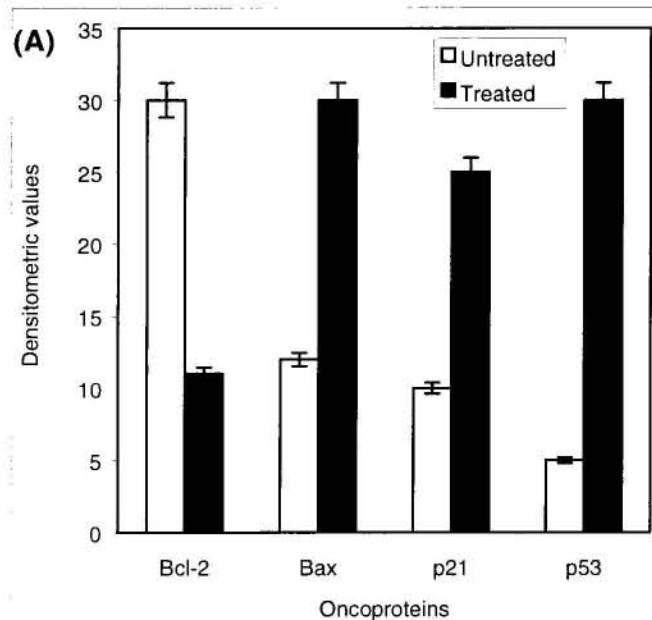 (A)
35
30
25
20
15
10
5
0
Densitometric values
Untreated
Treated
Bcl-2 Bax p21 p53
Oncoproteins